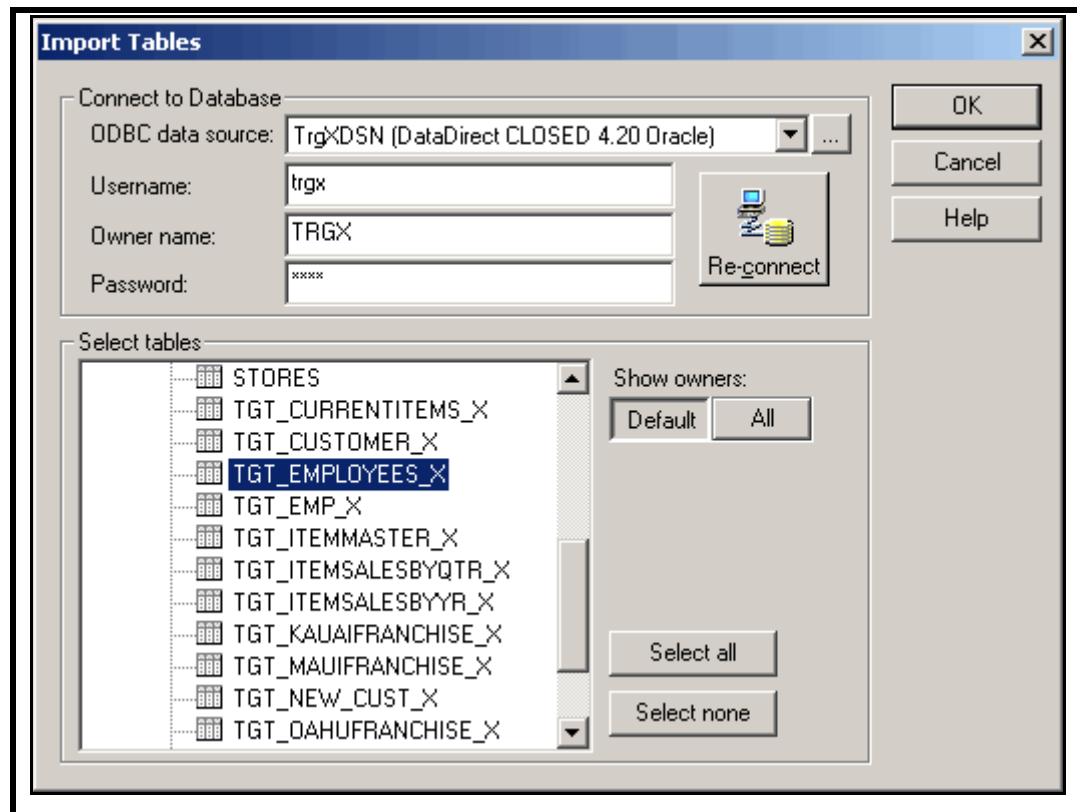 Import Tables
Connect to Database
OK
ODBC data source: TrgXDSN (DataDirect CLOSED 4.20 Oracle) ...
Cancel
Username: trgx
Help
Owner name: TRGX
Re-connect
Password: ****
Select tables
STORES
Show owners:
TGT_CURRENTITEMS_X
Default All
TGT_CUSTOMER_X
TGT_EMPLOYEES_X
TGT_EMP_X
TGT_ITEMMASTER_X
TGT_ITEMSALESBYQTR_X
TGT_ITEMSALESBYYR_X
TGT_KAUAIFRANCHISE_X
Select all
TGT_MAUIFRANCHISE_X
TGT_NEW_CUST_X
Select none
TGT_OAHUFRANCHISE_X